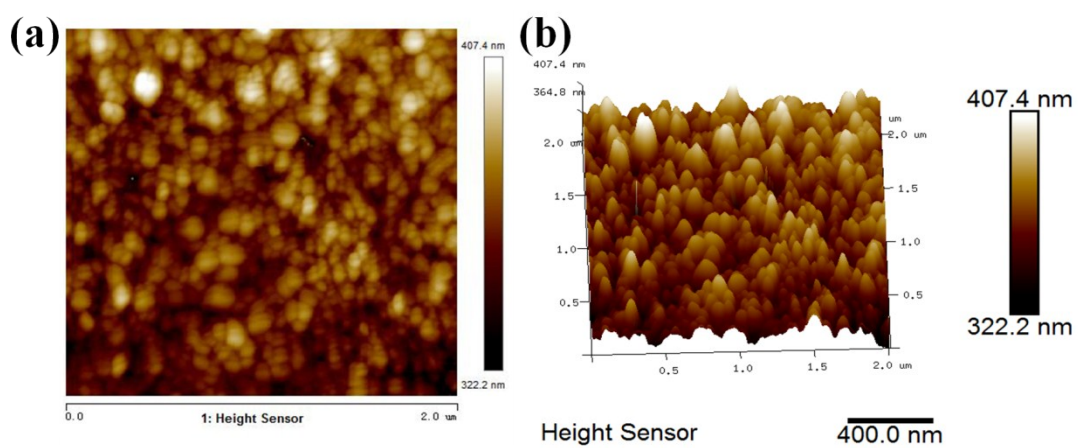 (a)
407.4 nm
322.2 nm
0.0
1: Height Sensor
2.0 um
(b)
407.4 nm
364.8 nm
2.0 um
1.5
1.0
0.5
um
2.0
1.5
1.0
0.5
0.5
1.0
1.5
2.0 um
407.4 nm
322.2 nm
Height Sensor
400.0 nm